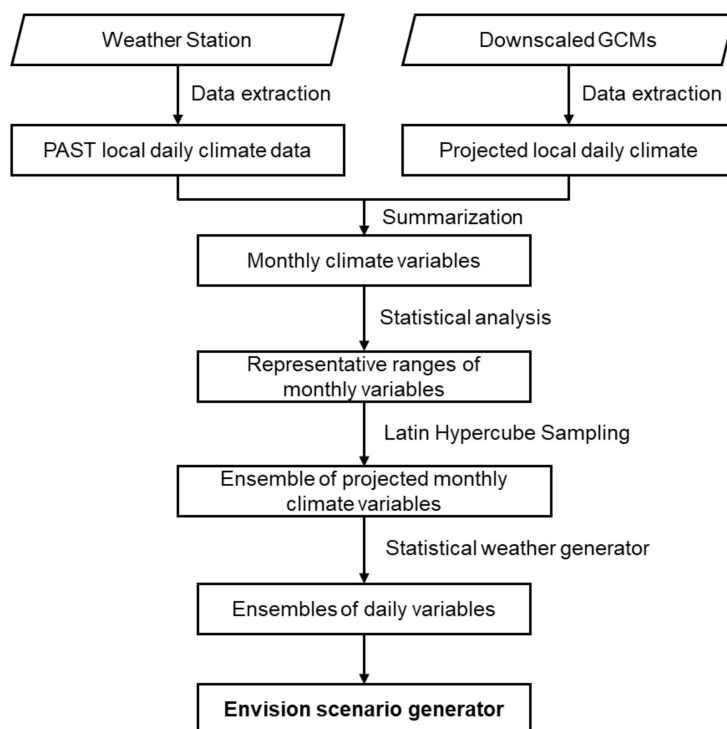 Weather Station
Downscaled GCMs
Data extraction
Data extraction
PAST local daily climate data
Projected local daily climate
Summarization
Monthly climate variables
Statistical analysis
Representative ranges of
monthly variables
Latin Hypercube Sampling
Ensemble of projected monthly
climate variables
Statistical weather generator
Ensembles of daily variables
Envision scenario generator